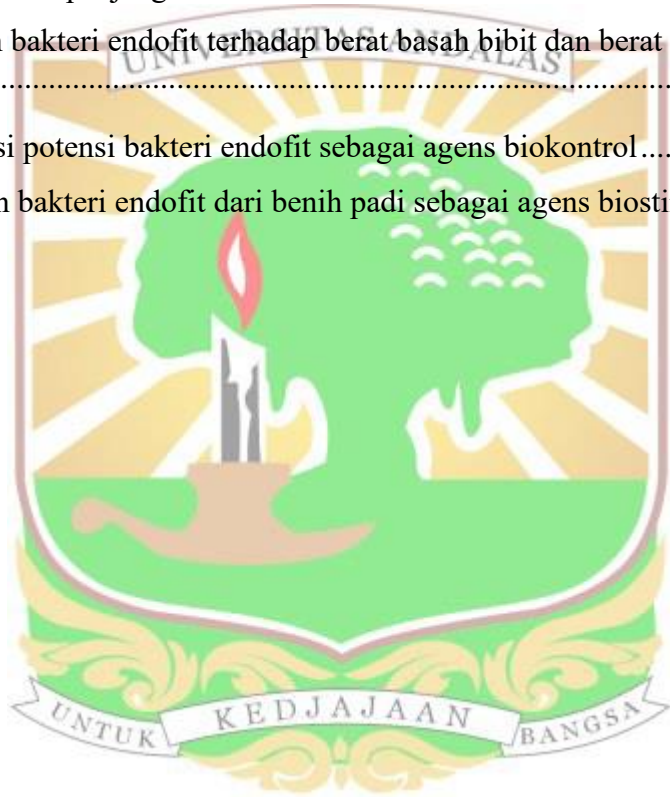 bakteri endofit terhadap berat basah bibit dan berat
UNIVERSITAS ANDALAS
................................................................................
si potensi bakteri endofit sebagai agens biokontrol....
bakteri endofit dari benih padi sebagai agens biosti
UNTUK KEDJAJAAN BANGSA